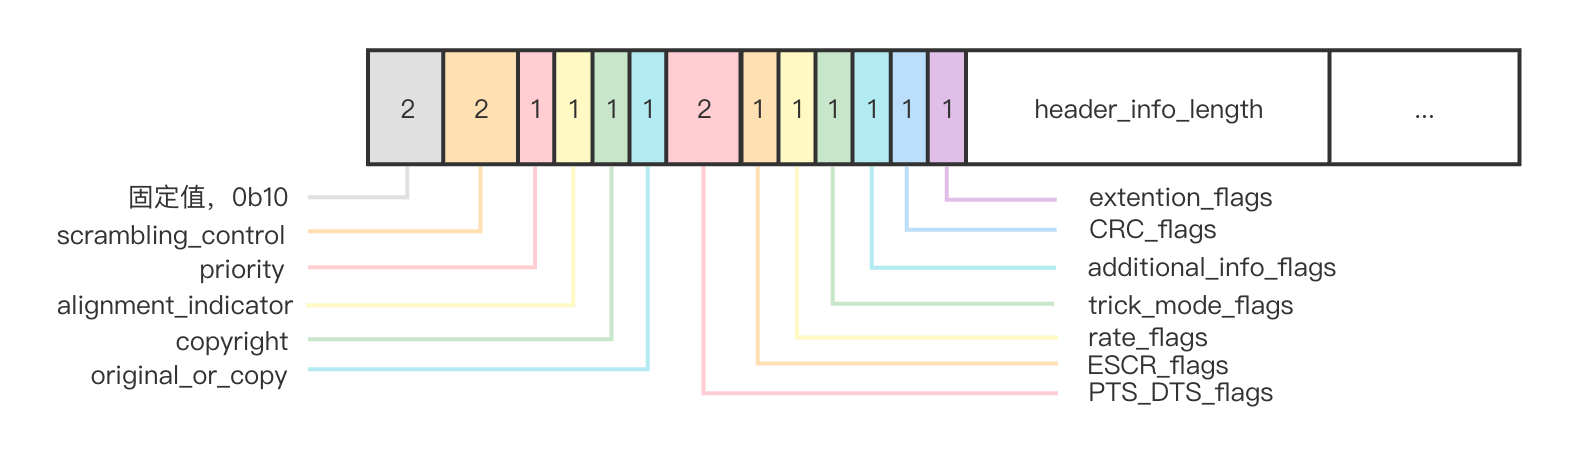 2 2 1 1 1 1 2 1 1 1 1 1 1 header_info_length ...
固定值，0b10
scrambling_control
priority
alignment_indicator
copyright
original_or_copy
extention_flags
CRC_flags
additional_info_flags
trick_mode_flags
rate_flags
ESCR_flags
PTS_DTS_flags